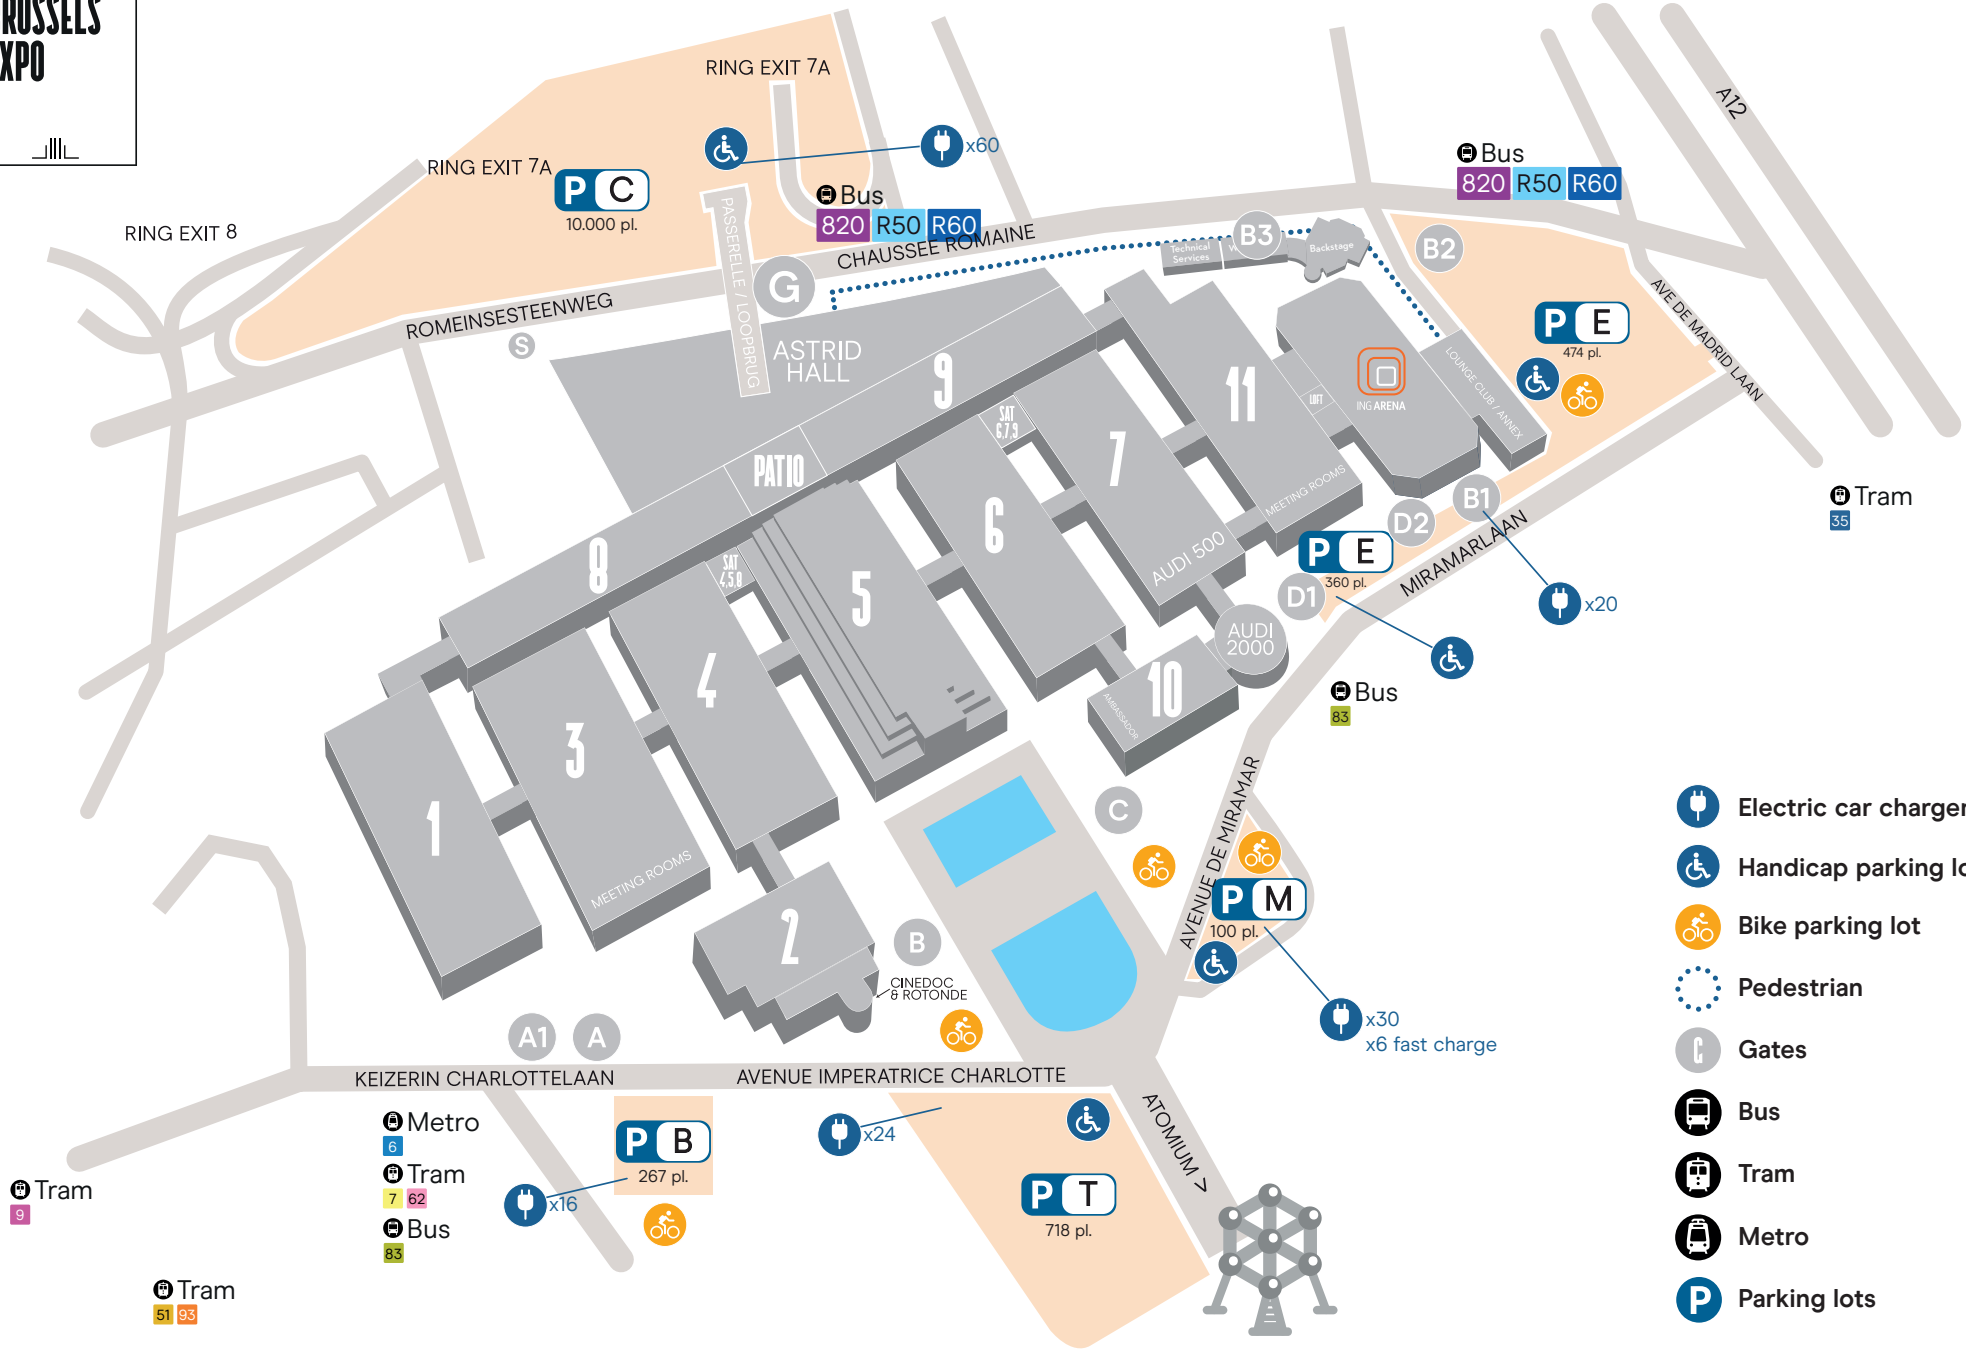 RUSSELS
XPO
RING EXIT 7A
RING EXIT 7A
RING EXIT 8
P C
10.000 pl.
x60
Bus
820 R50 R60
Bus
820 R50 R60
A12
PASSERELLE / LOOPBRUG
CHAUSSEE ROMAINE
ROMEINSESTEENWEG
G
S
Technical
Services
B3
Backstage
B2
P E
474 pl.
AVE DE MADRID LAAN
ASTRID
HALL
9
SAT
6,7,9
11
LOFT
ING ARENA
LOUNGE CLUB / ANNEX
PATIO
7
6
MEETING ROOMS
AUDI 500
B1
D2
P E
360 pl.
D1
MIRAMARLAAN
x20
Tram
35
8
SAT
4,5,8
5
4
3
1
MEETING ROOMS
2
10
AMBASSADOR
AUDI
2000
Bus
83
C
B
CINEDOC
& ROTONDE
AVENUE DE MIRAMAR
P M
100 pl.
x30
x6 fast charge
A1
A
KEIZERIN CHARLOTTELAAN
AVENUE IMPERATRICE CHARLOTTE
ATOMIUM >
Metro
6
Tram
7 62
Bus
83
P B
267 pl.
x16
x24
P T
718 pl.
Tram
9
Tram
51 93
Electric car charger
Handicap parking lo
Bike parking lot
Pedestrian
C
Gates
Bus
Tram
Metro
P
Parking lots